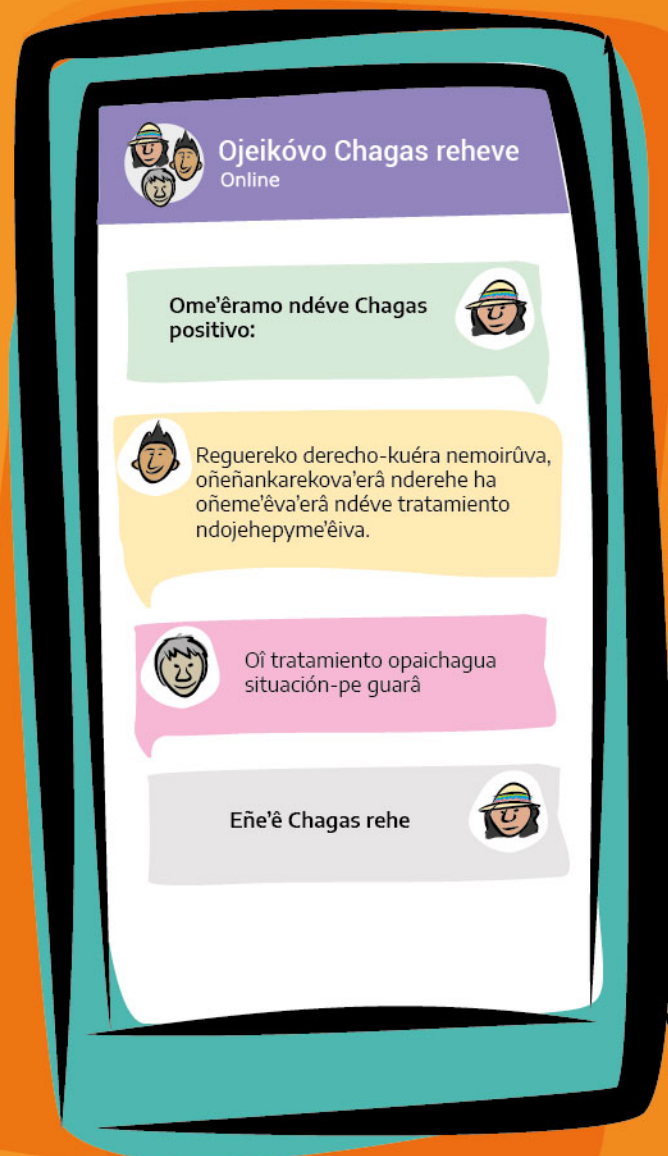 Ojeikóvo Chagas reheve
Online
Ome'êramo ndéve Chagas
positivo:
Reguereko derecho-kuéra nemoirûva,
oñeñankarekova'erâ nderehe ha
oñeme'êva'erâ ndéve tratamiento
ndojehepyme'êiva.
Oî tratamiento opaichagua
situación-pe guarâ
Eñe'ê Chagas rehe